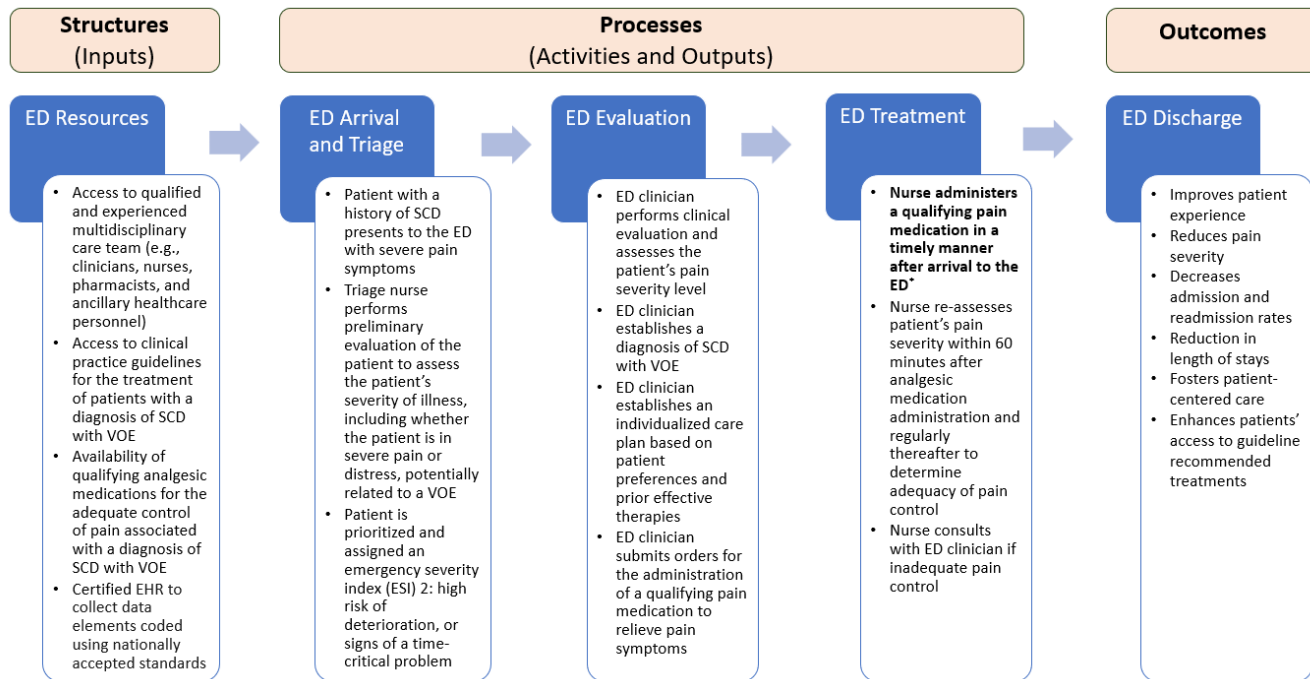 Structures
(Inputs)
Processes
(Activities and Outputs)
Outcomes
ED Resources
• Access to qualified
and experienced
multidisciplinary
care team (e.g.,
clinicians, nurses,
pharmacists, and
ancillary healthcare
personnel)
• Access to clinical
practice guidelines
for the treatment
of patients with a
diagnosis of SCD
with VOE
• Availability of
qualifying analgesic
medications for the
adequate control
of pain associated
with a diagnosis of
SCD with VOE
• Certified EHR to
collect data
elements coded
using nationally
accepted standards
ED Arrival
and Triage
• Patient with a
history of SCD
presents to the ED
with severe pain
symptoms
• Triage nurse
performs
preliminary
evaluation of the
patient to assess
the patient’s
severity of illness,
including whether
the patient is in
severe pain or
distress, potentially
related to a VOE
• Patient is
prioritized and
assigned an
emergency severity
index (ESI) 2: high
risk of
deterioration, or
signs of a time-
critical problem
ED Evaluation
• ED clinician
performs clinical
evaluation and
assesses the
patient’s pain
severity level
• ED clinician
establishes a
diagnosis of SCD
with VOE
• ED clinician
establishes an
individualized care
plan based on
patient
preferences and
prior effective
therapies
• ED clinician
submits orders for
the administration
of a qualifying pain
medication to
relieve pain
symptoms
ED Treatment
• Nurse administers
a qualifying pain
medication in a
timely manner
after arrival to the
ED*
• Nurse re-assesses
patient’s pain
severity within 60
minutes after
analgesic
medication
administration and
regularly
thereafter to
determine
adequacy of pain
control
• Nurse consults
with ED clinician if
inadequate pain
control
ED Discharge
• Improves patient
experience
• Reduces pain
severity
• Decreases
admission and
readmission rates
• Reduction in
length of stays
• Fosters patient-
centered care
• Enhances patients’
access to guideline
recommended
treatments